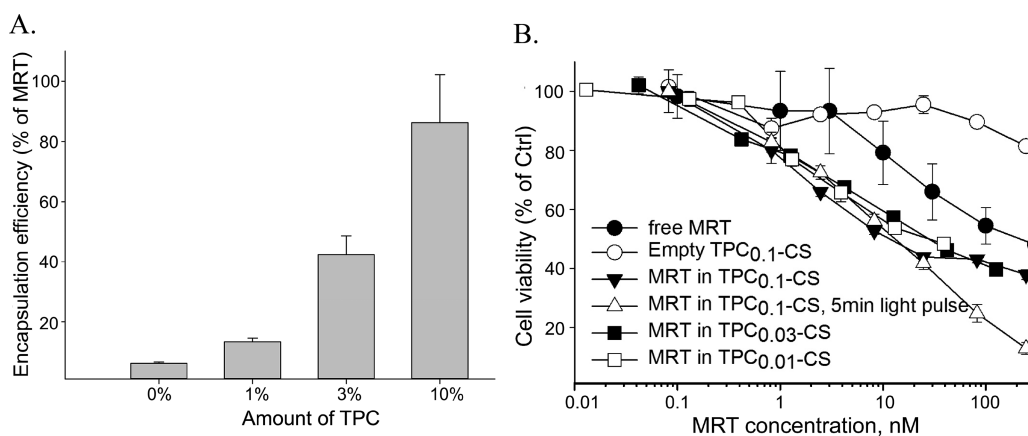 A.
Encapsulation efficiency (% of MRT)
100
80
60
40
20
0%
1%
3%
10%
Amount of TPC
B.
Cell viability (% of Ctrl)
100
80
60
40
20
free MRT
Empty TPC0.1-CS
MRT in TPC0.1-CS
MRT in TPC0.1-CS, 5min light pulse
MRT in TPC0.03-CS
MRT in TPC0.01-CS
0.01
0.1
1
10
100
MRT concentration, nM